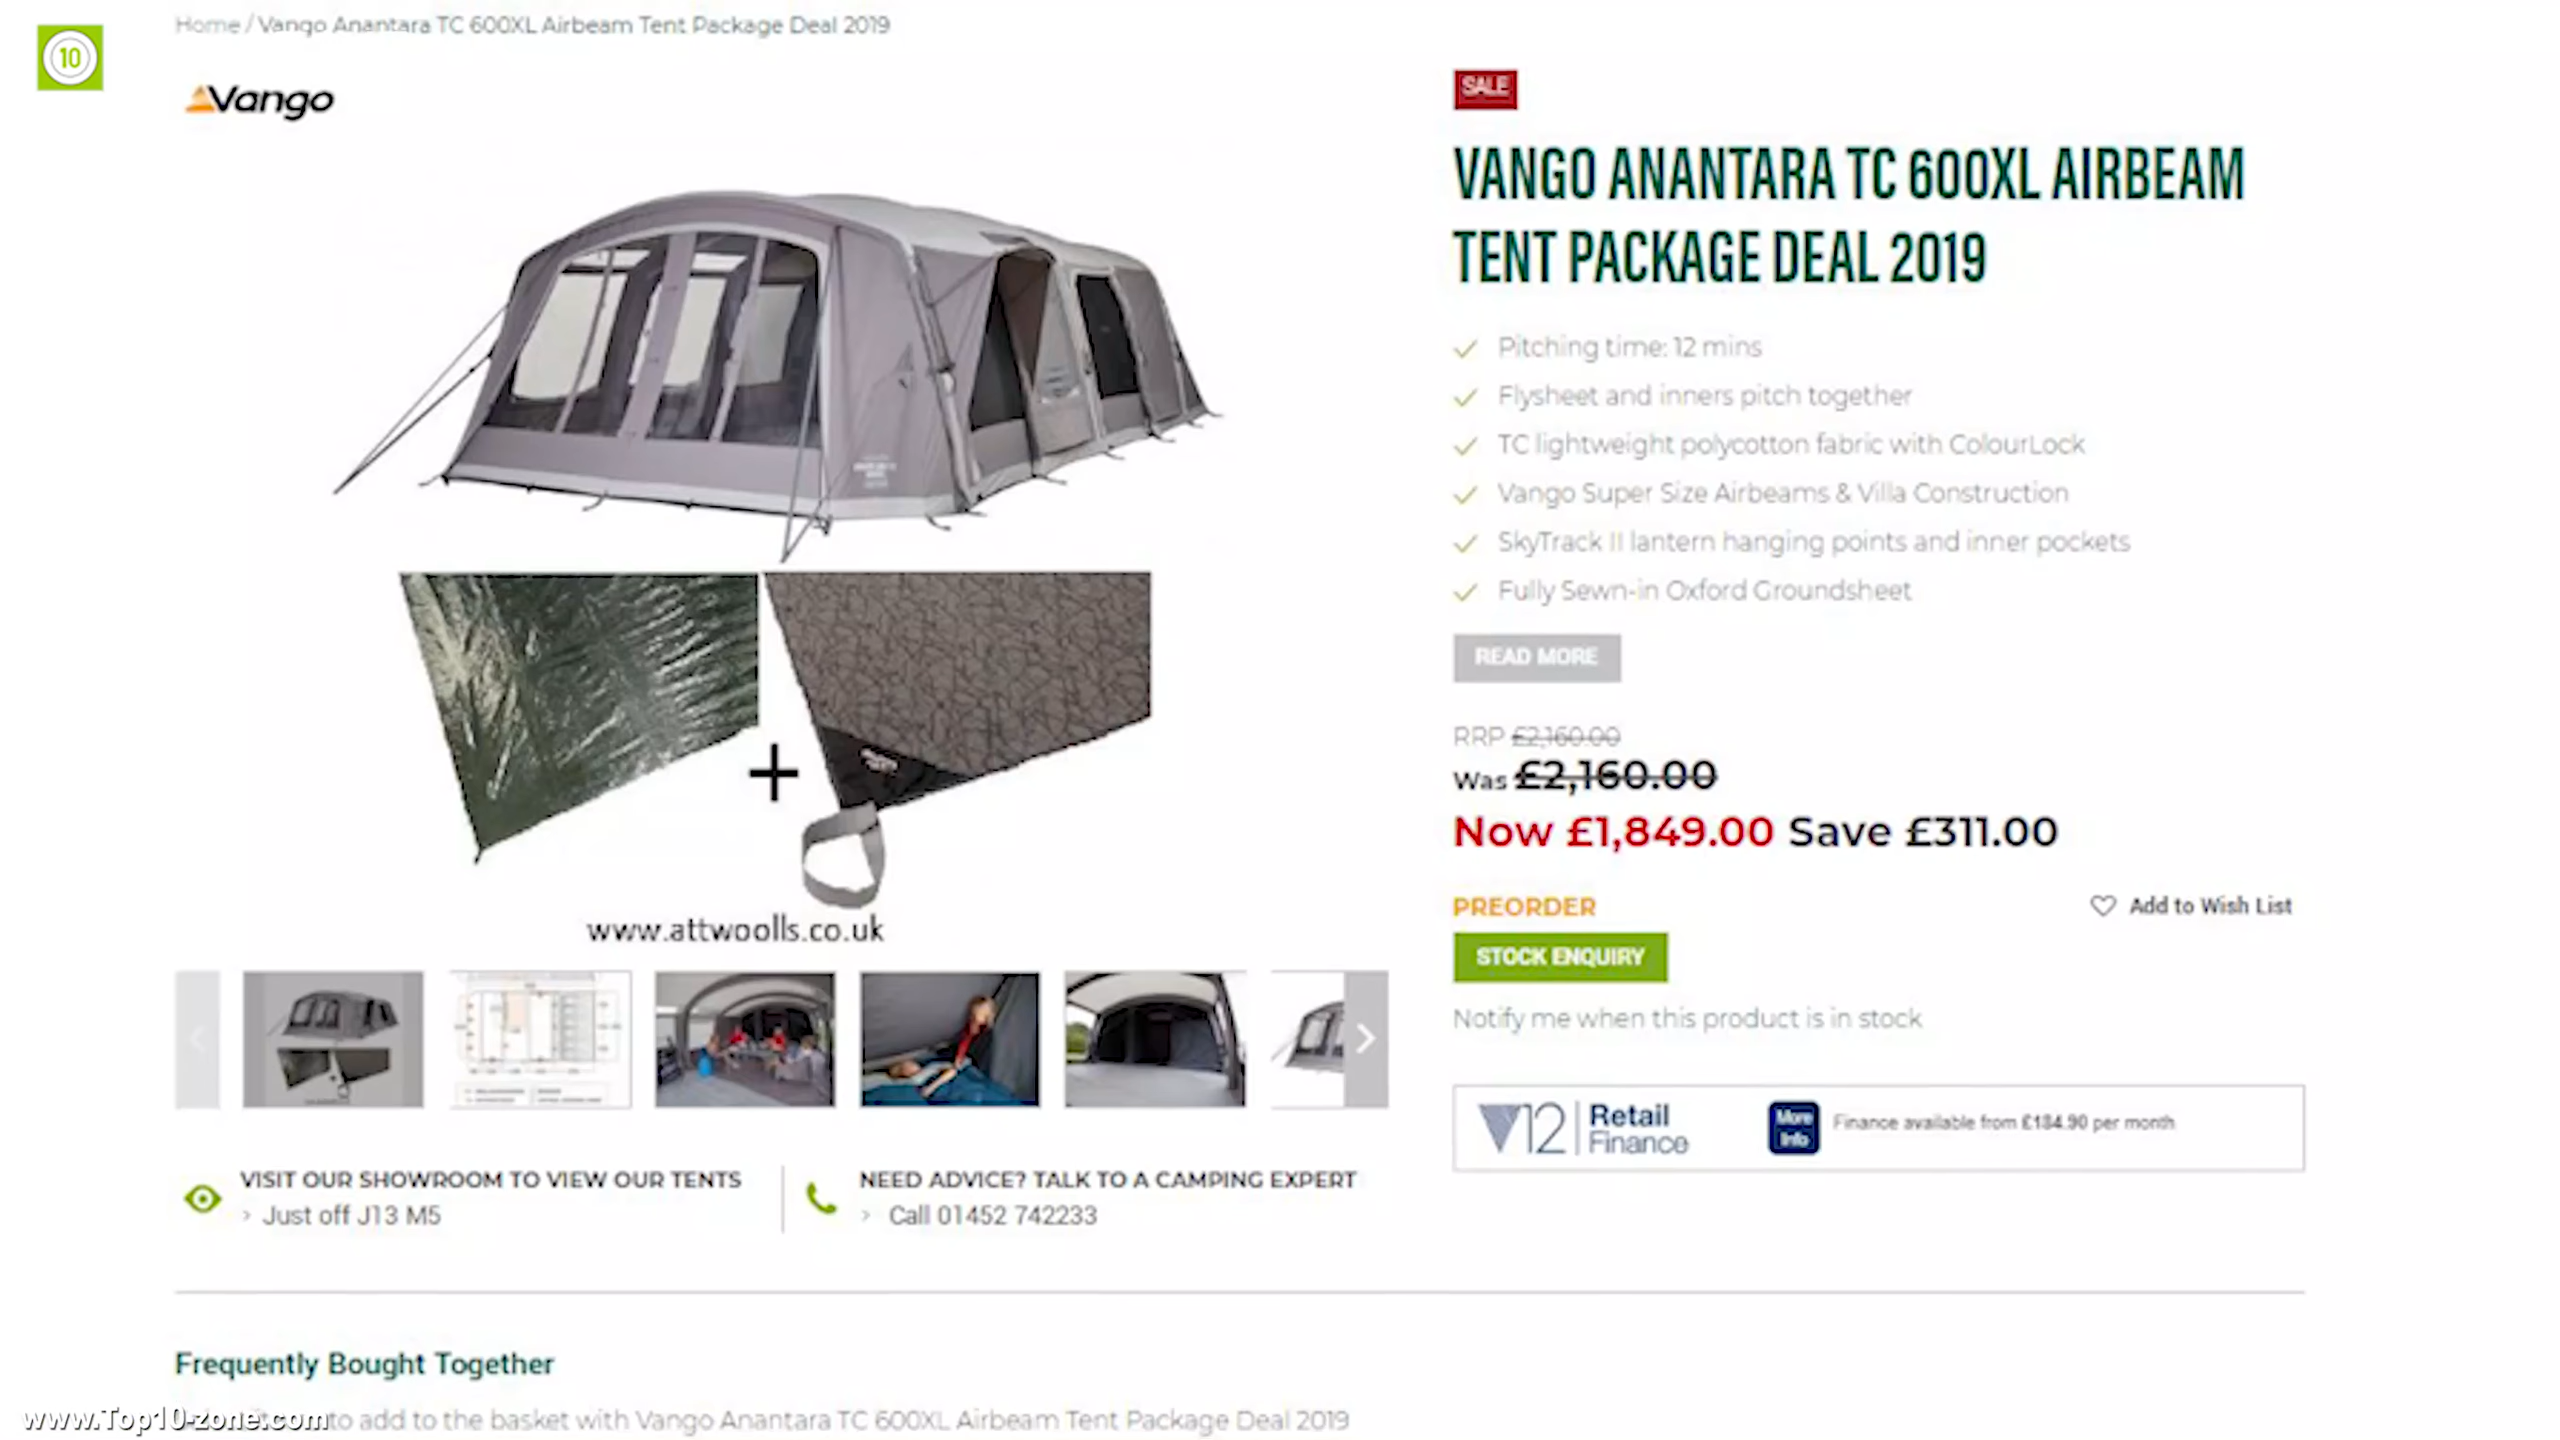 Home / Vango Anantara TC 600XL Airbeam Tent Package Deal 2019
10
Vango
SALE
VANGO ANANTARA TC 600XL AIRBEAM
TENT PACKAGE DEAL 2019
Pitching time: 12 mins
Flysheet and inners pitch together
TC lightweight polycotton fabric with ColourLock
Vango Super Size Airbeams & Villa Construction
SkyTrack II lantern hanging points and inner pockets
Fully Sewn-in Oxford Groundsheet
READ MORE
RRP £2,160.00
Was £2,160.00
Now £1,849.00 Save £311.00
PREORDER
Add to Wish List
STOCK ENQUIRY
Notify me when this product is in stock
V12 Retail Finance
More Info
Finance available from £184.90 per month
+
www.attwoolls.co.uk
VISIT OUR SHOWROOM TO VIEW OUR TENTS
> Just off J13 M5
NEED ADVICE? TALK TO A CAMPING EXPERT
> Call 01452 742233
Frequently Bought Together
www.Top10-zone.com
to add to the basket with Vango Anantara TC 600XL Airbeam Tent Package Deal 2019